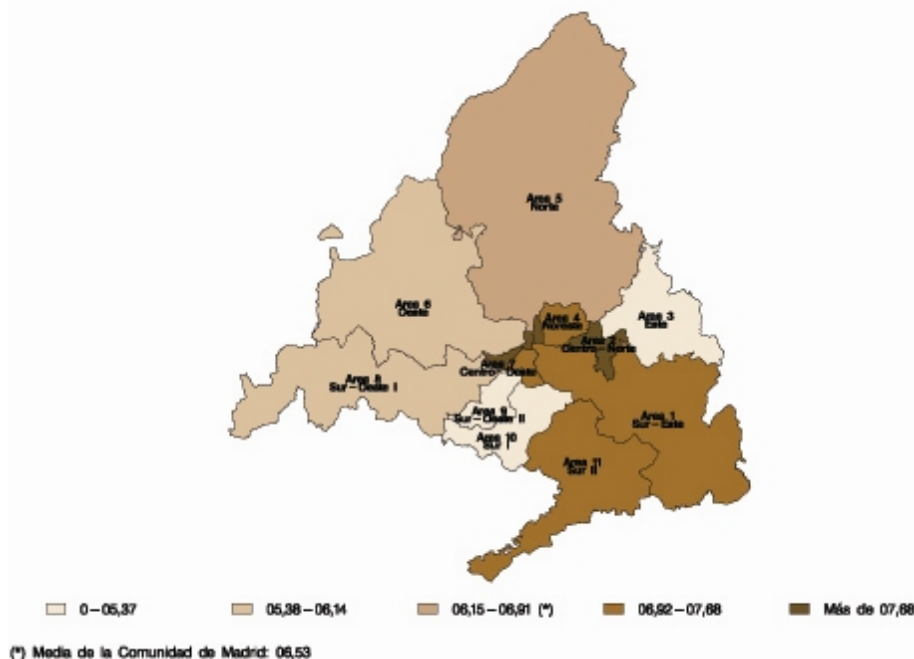 Area 5
Norte
Area 6
Oeste
Area 4
Noreste
Area 3
Este
Area 2
Centro-Norte
Area 7
Centro-Oeste
Area 8
Sur-Oeste I
Area 9
Sur-Oeste II
Area 1
Sur-Este
Area 10
Sur I
Area 11
Sur II
0-05,37
05,38-06,14
06,15-06,91 (*)
06,92-07,68
Más de 07,68
(*) Media de la Comunidad de Madrid: 06,53